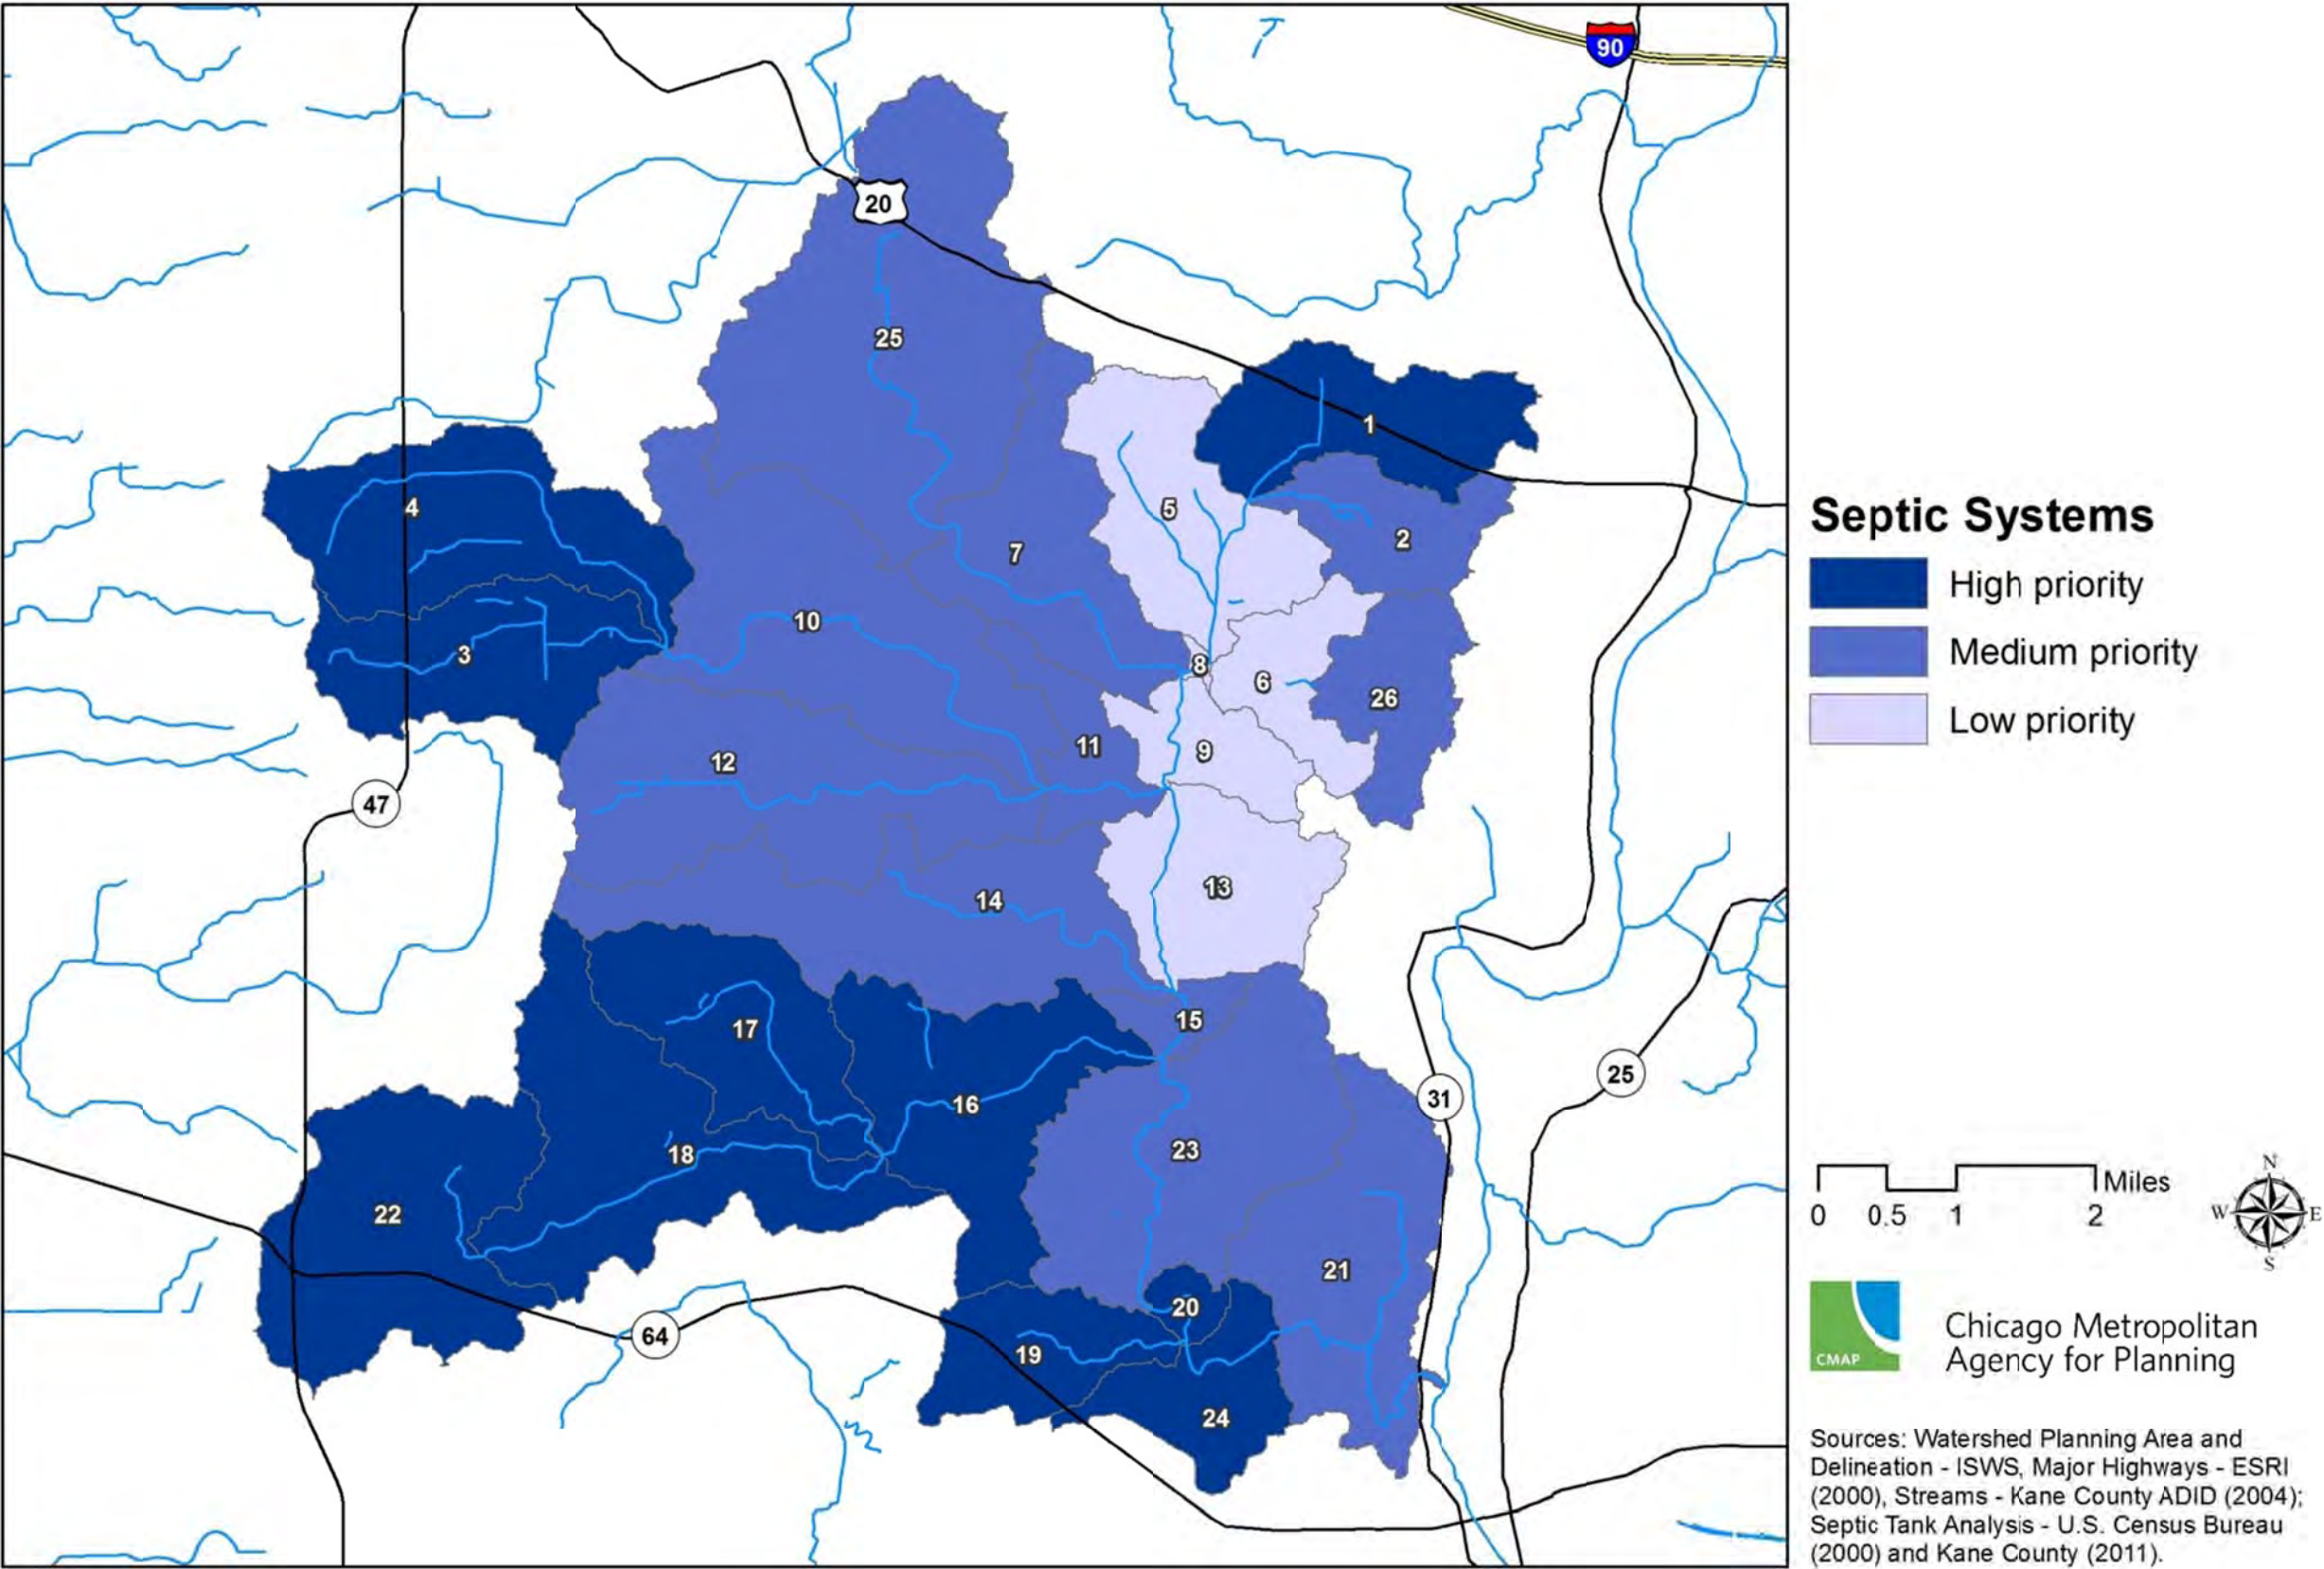 90
20
25
1
4
5
2
7
10
3
8
6
26
11
9
12
47
13
14
15
17
25
31
16
23
18
22
21
20
64
19
24
Septic Systems
High priority
Medium priority
Low priority
Miles
0 0.5 1 2
N
W E
S
CMAP
Chicago Metropolitan
Agency for Planning
Sources: Watershed Planning Area and
Delineation - ISWS, Major Highways - ESRI
(2000), Streams - Kane County ADID (2004);
Septic Tank Analysis - U.S. Census Bureau
(2000) and Kane County (2011).